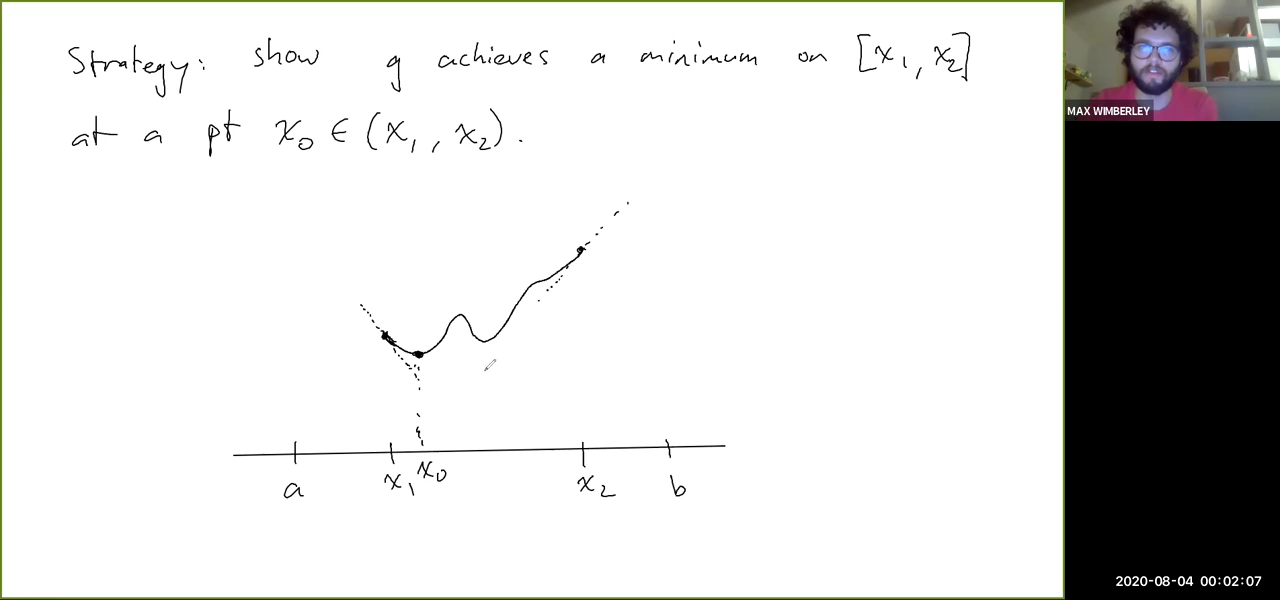 Strategy: show g achieves a minimum on [x₁, x₂]
at a pt x₀ ∈ (x₁, x₂).
a x₁ x₀ x₂ b
MAX WIMBERLEY
2020-08-04 00:02:07